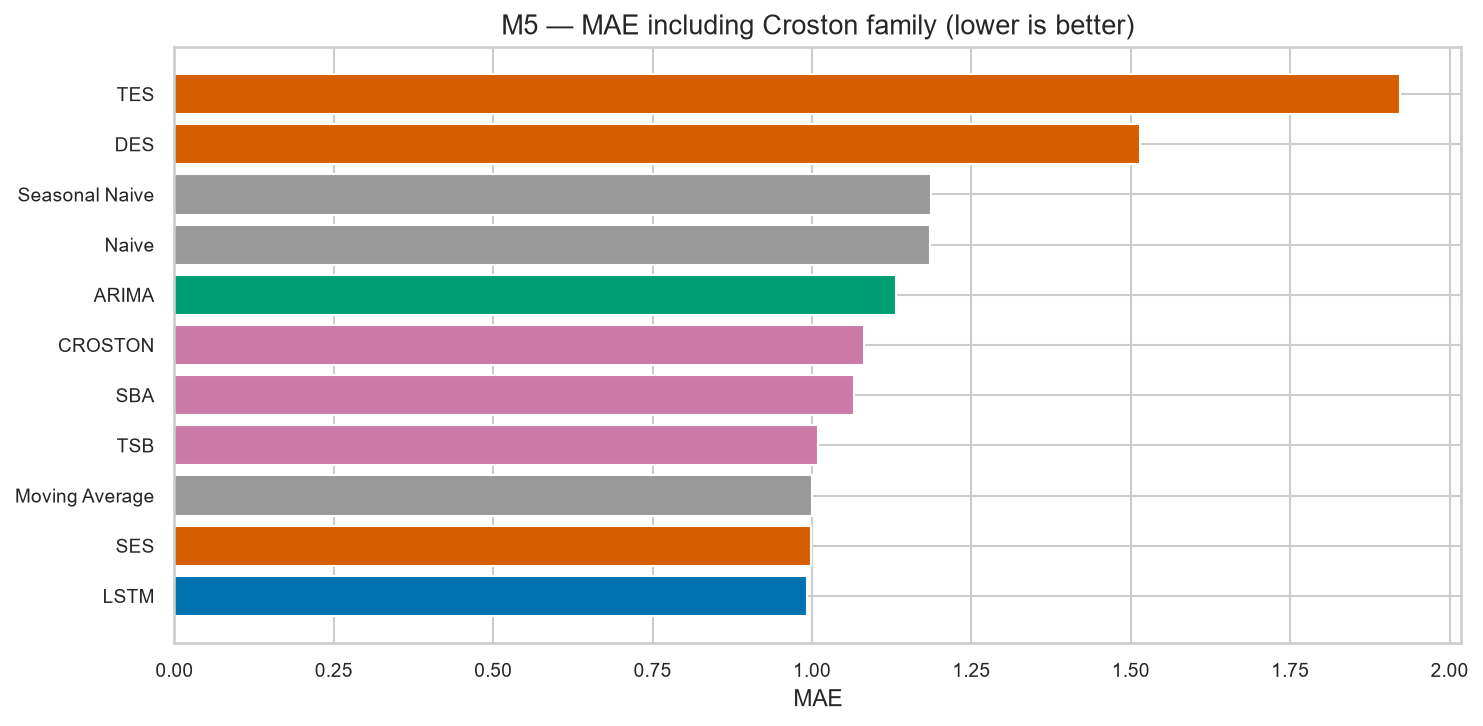 M5 — MAE including Croston family (lower is better)
TES
DES
Seasonal Naive
Naive
ARIMA
CROSTON
SBA
TSB
Moving Average
SES
LSTM
0.00 0.25 0.50 0.75 1.00 1.25 1.50 1.75 2.00
MAE